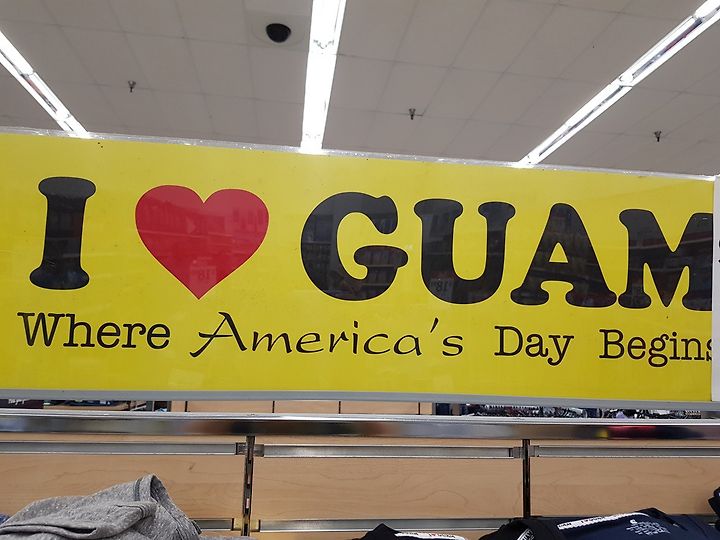 I ❤ GUAM
Where America's Day Begins